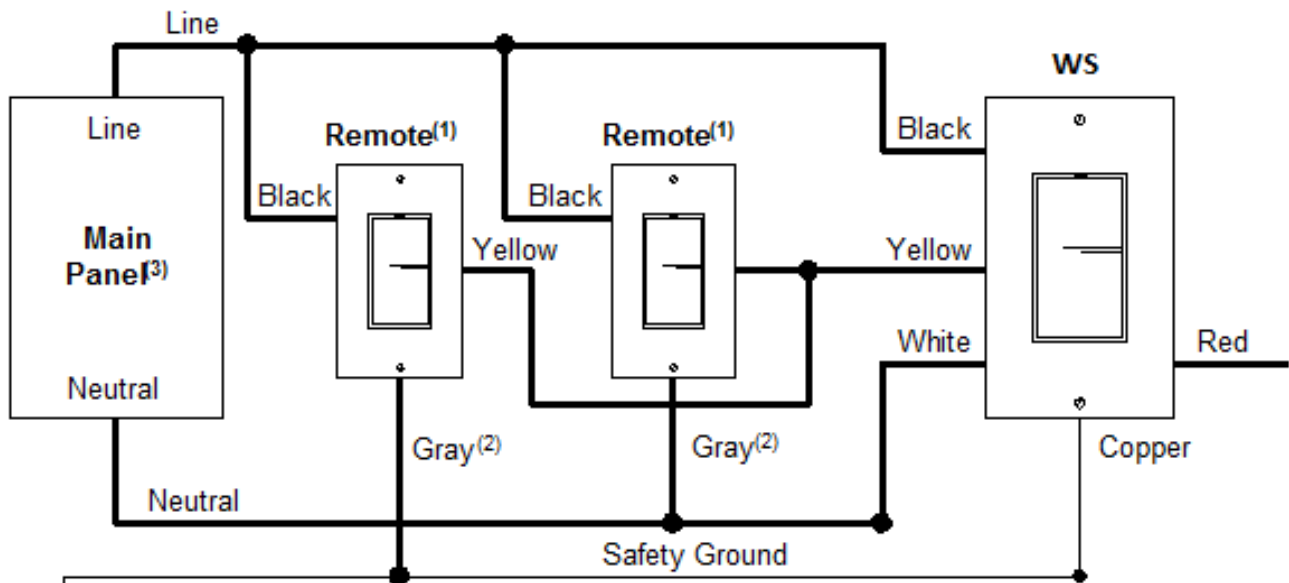 Line
WS
Line
Remote(1)
Remote(1)
Black
Black
Black
Main
Panel(3)
Yellow
Yellow
White
Red
Neutral
Gray(2)
Gray(2)
Copper
Neutral
Safety Ground